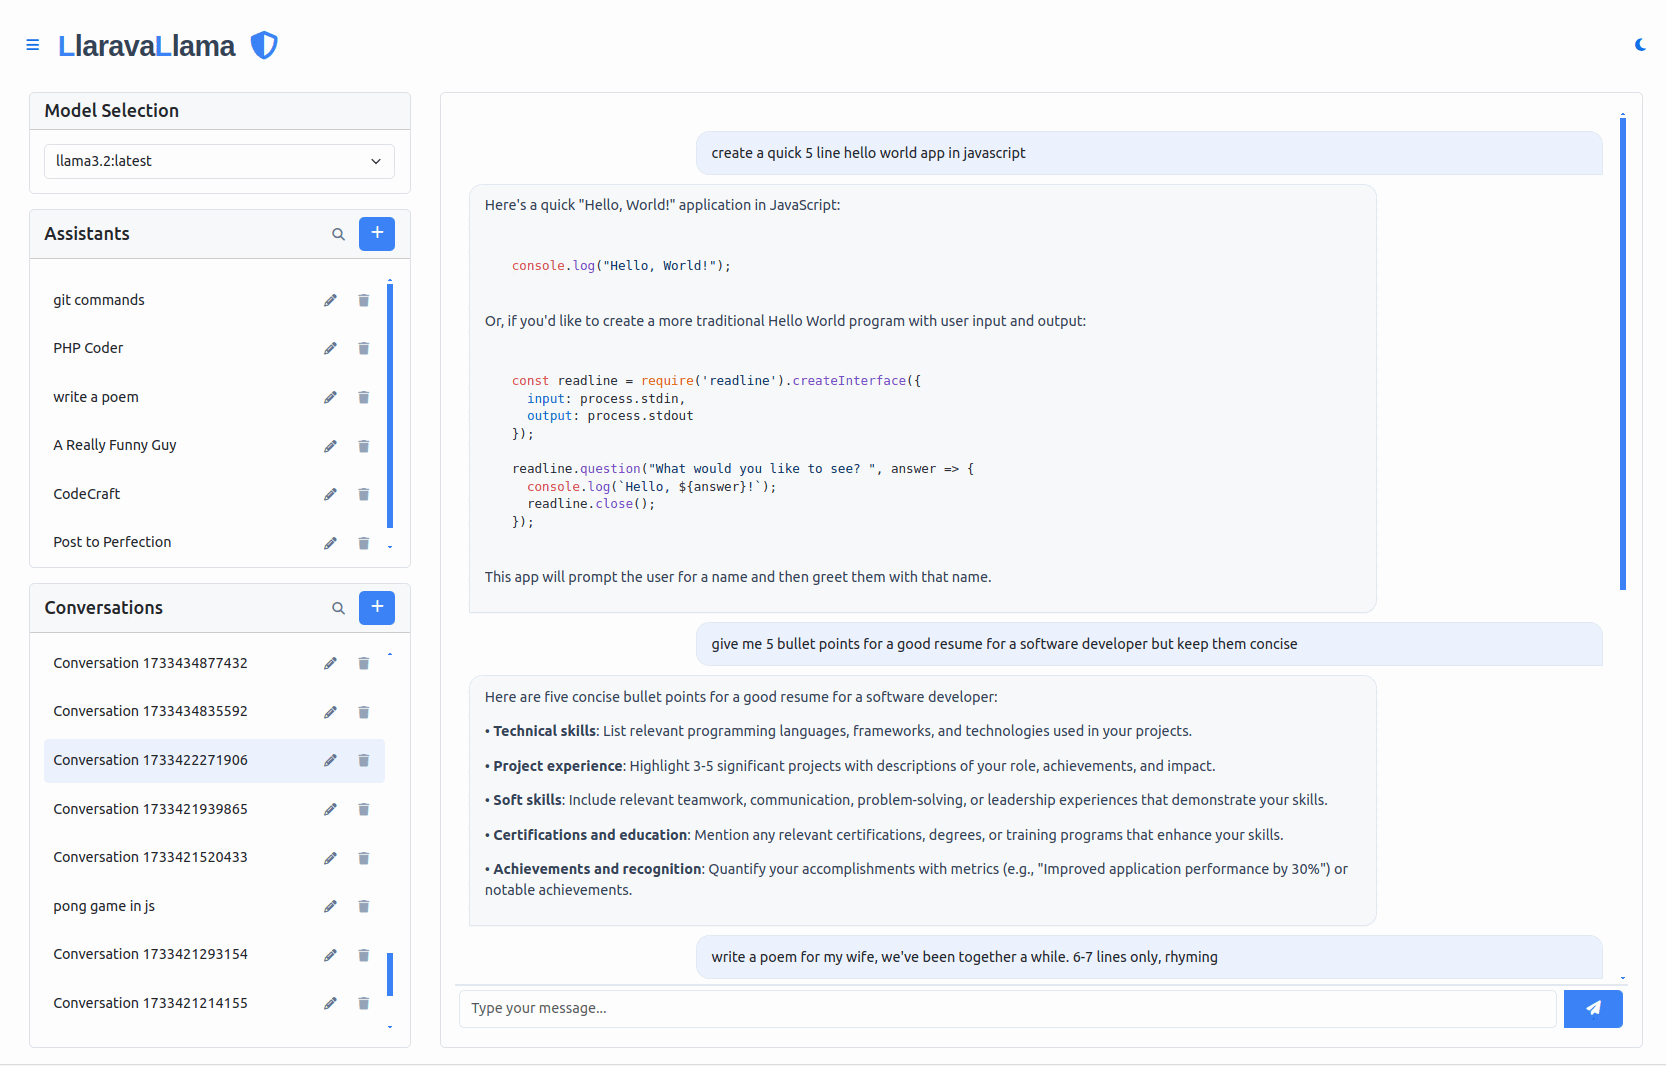 LlaravaLlama
Model Selection
llama3.2:latest
Assistants
+
git commands
PHP Coder
write a poem
A Really Funny Guy
CodeCraft
Post to Perfection
Conversations
+
Conversation 1733434877432
Conversation 1733434835592
Conversation 1733422271906
Conversation 1733421939865
Conversation 1733421520433
pong game in js
Conversation 1733421293154
Conversation 1733421214155
create a quick 5 line hello world app in javascript
Here's a quick "Hello, World!" application in JavaScript:
console.log("Hello, World!");
Or, if you'd like to create a more traditional Hello World program with user input and output:
const readline = require('readline').createInterface({
  input: process.stdin,
  output: process.stdout
});
readline.question("What would you like to see? ", answer => {
  console.log(`Hello, ${answer}!`);
  readline.close();
});
This app will prompt the user for a name and then greet them with that name.
give me 5 bullet points for a good resume for a software developer but keep them concise
Here are five concise bullet points for a good resume for a software developer:
• Technical skills: List relevant programming languages, frameworks, and technologies used in your projects.
• Project experience: Highlight 3-5 significant projects with descriptions of your role, achievements, and impact.
• Soft skills: Include relevant teamwork, communication, problem-solving, or leadership experiences that demonstrate your skills.
• Certifications and education: Mention any relevant certifications, degrees, or training programs that enhance your skills.
• Achievements and recognition: Quantify your accomplishments with metrics (e.g., "Improved application performance by 30%") or
notable achievements.
write a poem for my wife, we've been together a while. 6-7 lines only, rhyming
Type your message...